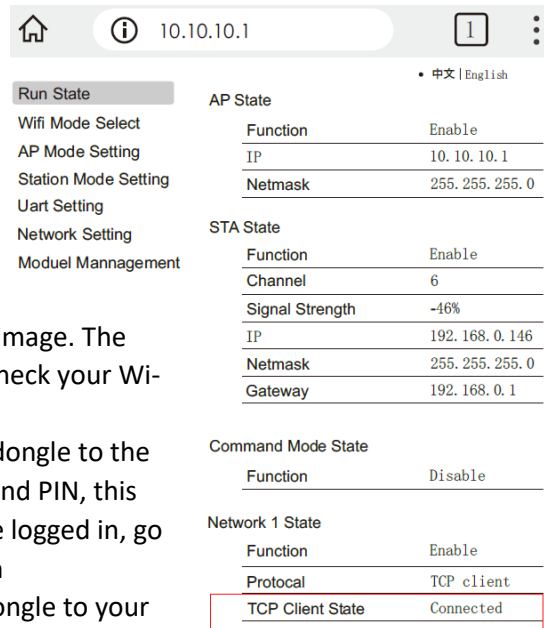 10.10.10.1
1
• 中文 | English
Run State
Wifi Mode Select
AP Mode Setting
Station Mode Setting
Uart Setting
Network Setting
Moduel Mannagement
AP State
Function Enable
IP 10.10.10.1
Netmask 255.255.255.0
STA State
Function Enable
Channel 6
Signal Strength -46%
IP 192.168.0.146
Netmask 255.255.255.0
Gateway 192.168.0.1
Command Mode State
Function Disable
Network 1 State
Function Enable
Protocal TCP client
TCP Client State Connected
mage. The
heck your Wi-
dongle to the
nd PIN, this
e logged in, go
n
ongle to your